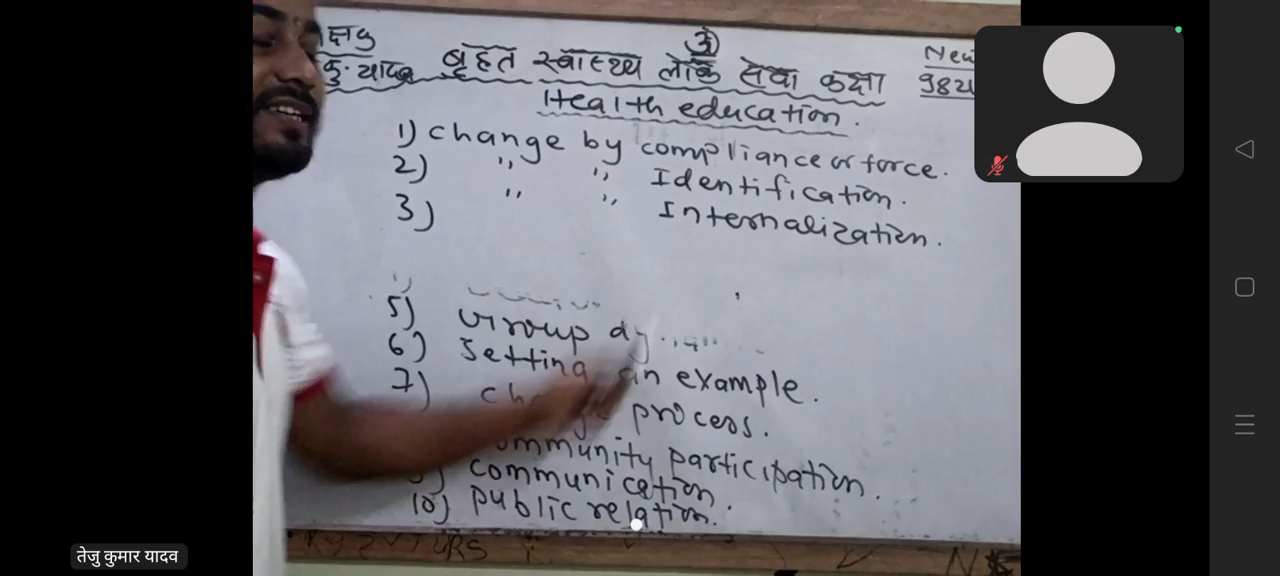 कु. यादव बृहत स्वास्थ्य लोक सेवा कक्षा
Health education.
1) change by compliance or force.
2) ,, ,, Identification.
3) ,, ,, Internalization.
5) Group
6) Setting an example.
7) process.
community participation.
communication
10) public relation.
तेजु कुमार यादव